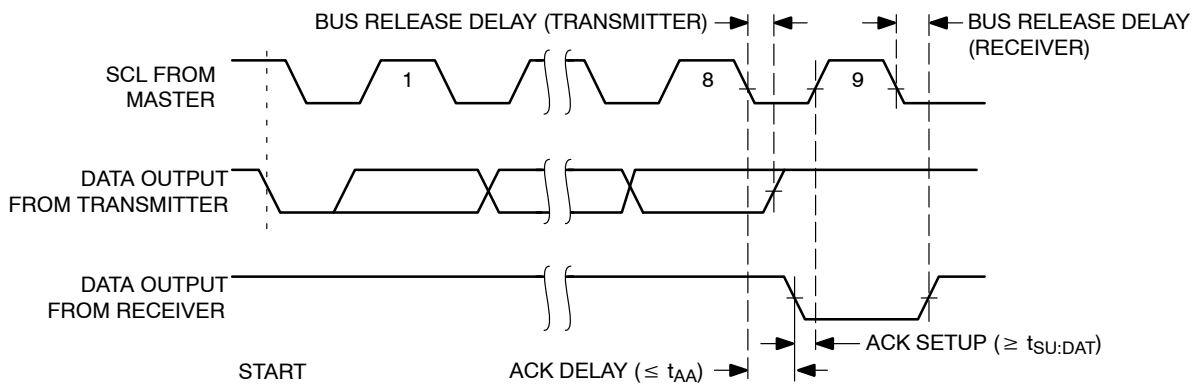 BUS RELEASE DELAY (TRANSMITTER)
BUS RELEASE DELAY
(RECEIVER)
SCL FROM
MASTER
1
8
9
DATA OUTPUT
FROM TRANSMITTER
DATA OUTPUT
FROM RECEIVER
START
ACK DELAY (≤ tAA)
ACK SETUP (≥ tSU:DAT)